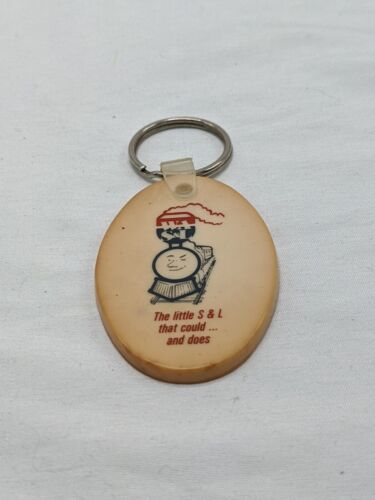 The little S & L
that could ...
and does